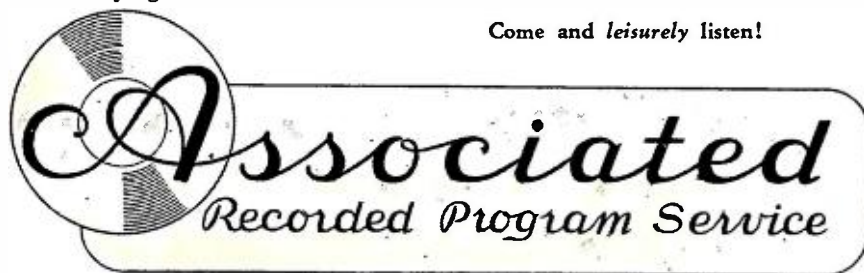 Come and leisurely listen!
Associated
Recorded Program Service